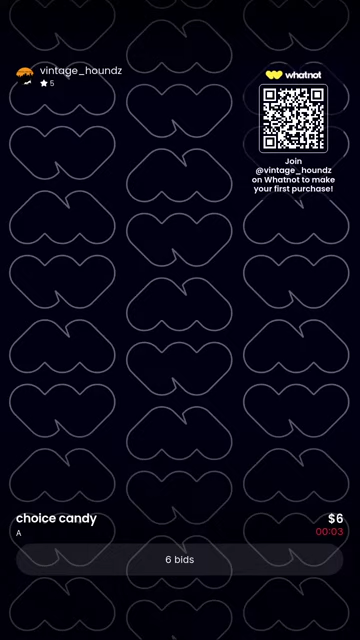 vintage_houndz
5
whatnot
Join
@vintage_houndz
on Whatnot to make
your first purchase!
choice candy
$6
A
00:03
6 bids